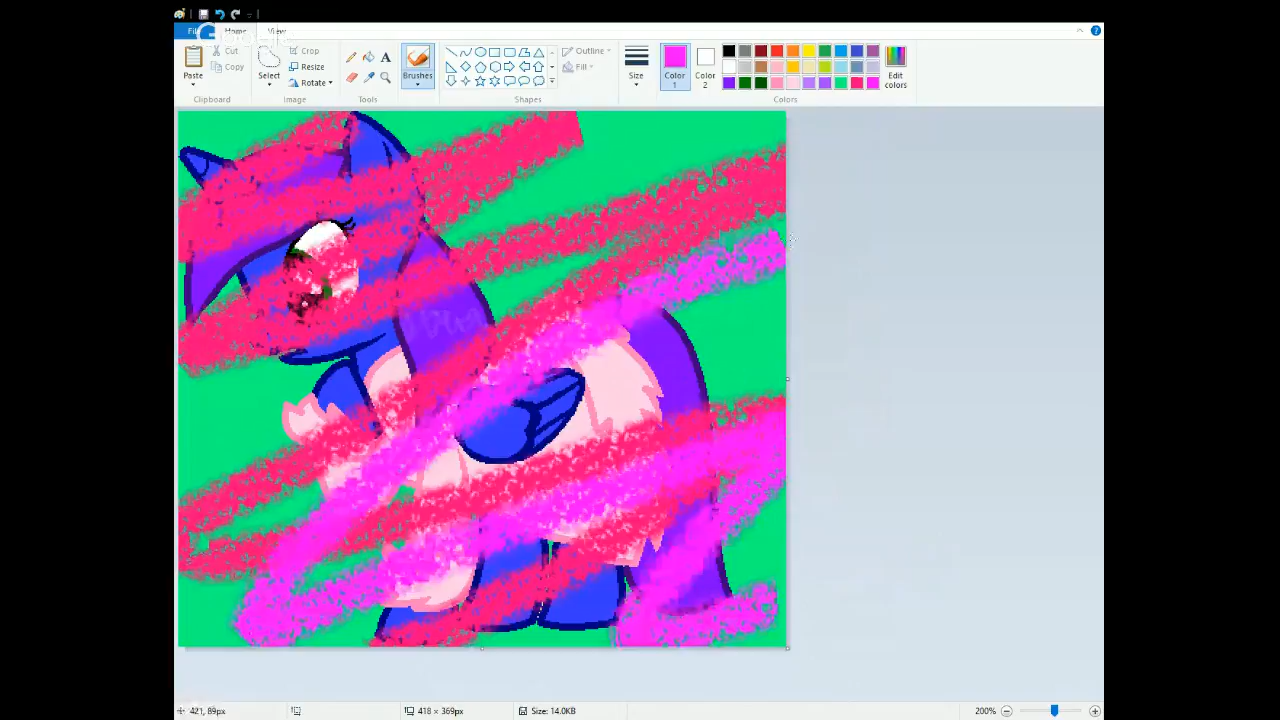 File Home View
Paste
Cut
Copy
Clipboard
Select
Crop
Resize
Rotate
Image
Tools
Brushes
Shapes
Outline
Fill
Size
Color
1
Color
2
Edit
colors
Colors
421, 89px
418 × 369px
Size: 14.0KB
200%